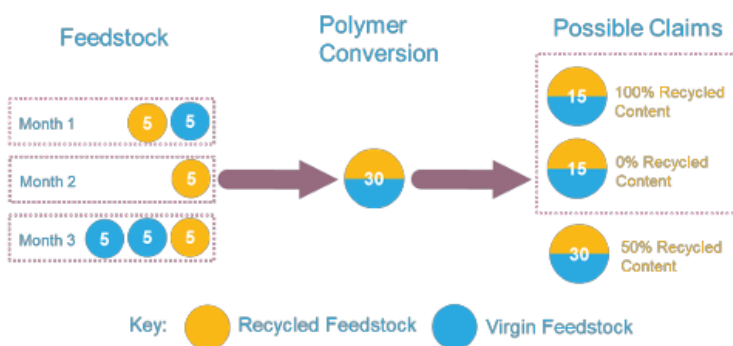 Feedstock
Polymer
Conversion
Possible Claims
Month 1
5
5
Month 2
5
Month 3
5
5
5
30
15
100% Recycled
Content
15
0% Recycled
Content
30
50% Recycled
Content
Key:
Recycled Feedstock
Virgin Feedstock